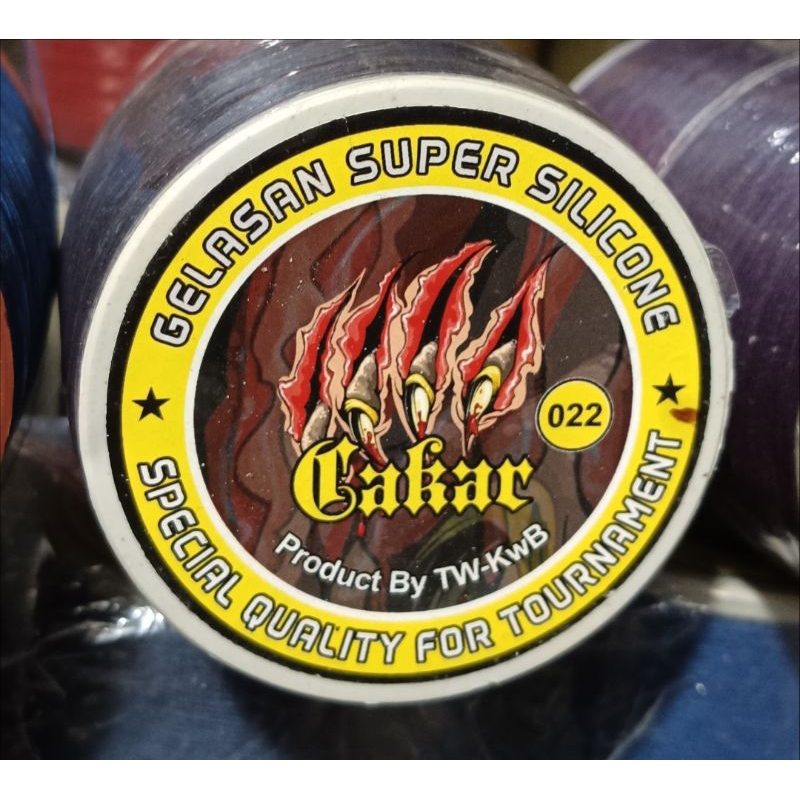 GELASAN SUPER SILICONE
022
Cakar
Product By TW-KwB
SPECIAL QUALITY FOR TOURNAMENT